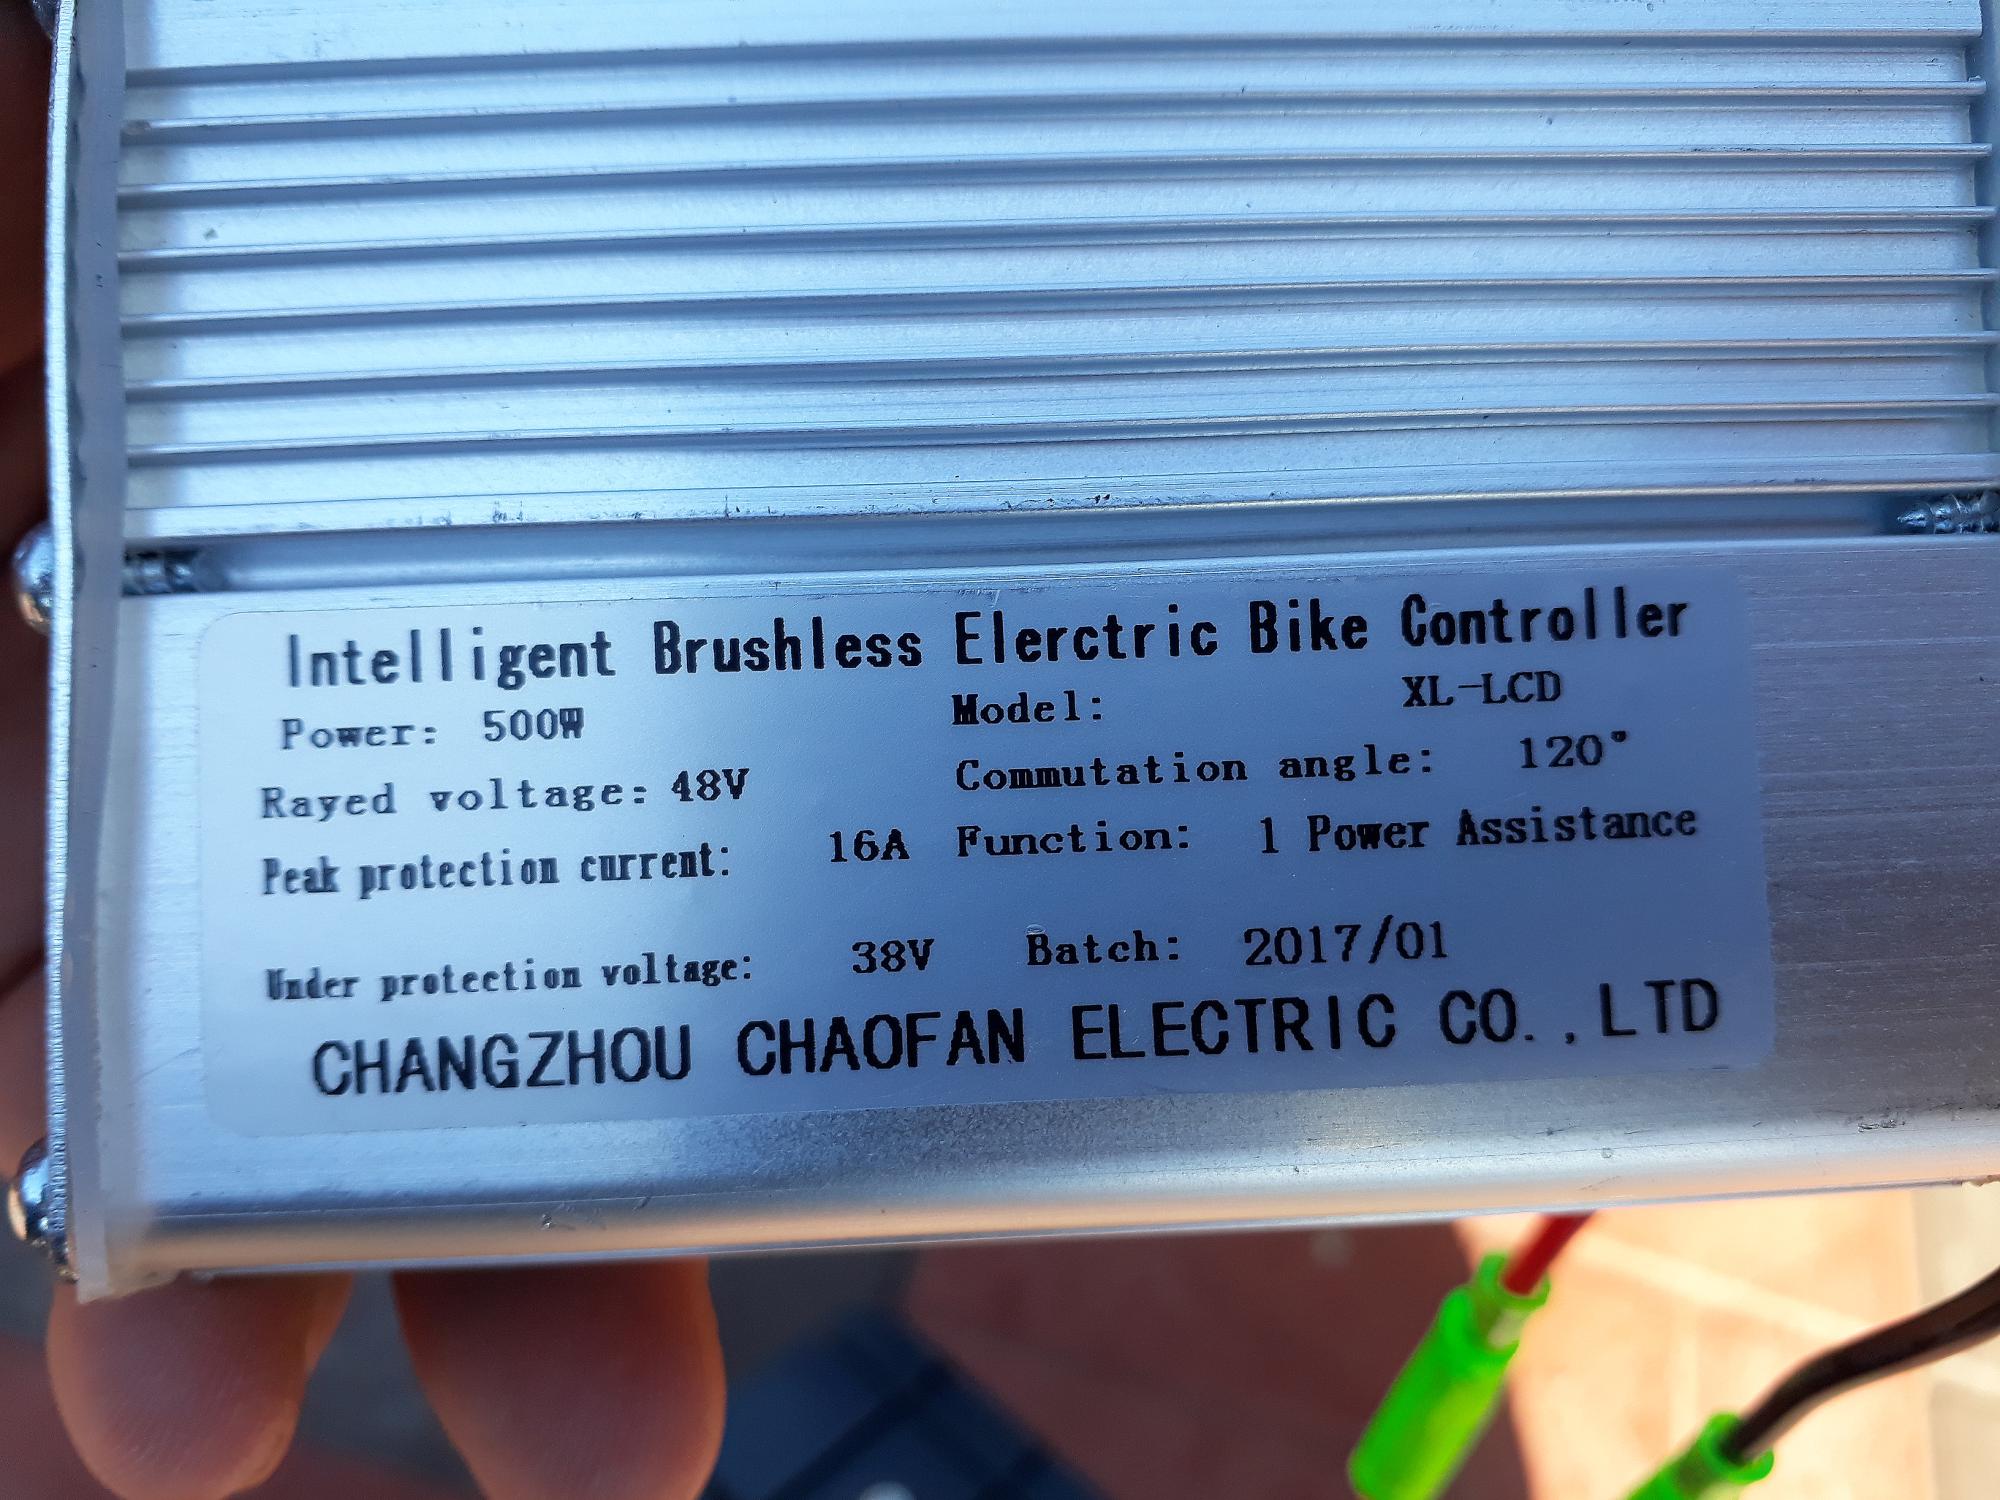 Intelligent Brushless Elerctric Bike Controller
Power: 500W Model: XL-LCD
Rayed voltage: 48V Commutation angle: 120°
Peak protection current: 16A Function: 1 Power Assistance
Under protection voltage: 38V Batch: 2017/01
CHANGZHOU CHAOFAN ELECTRIC CO.,LTD